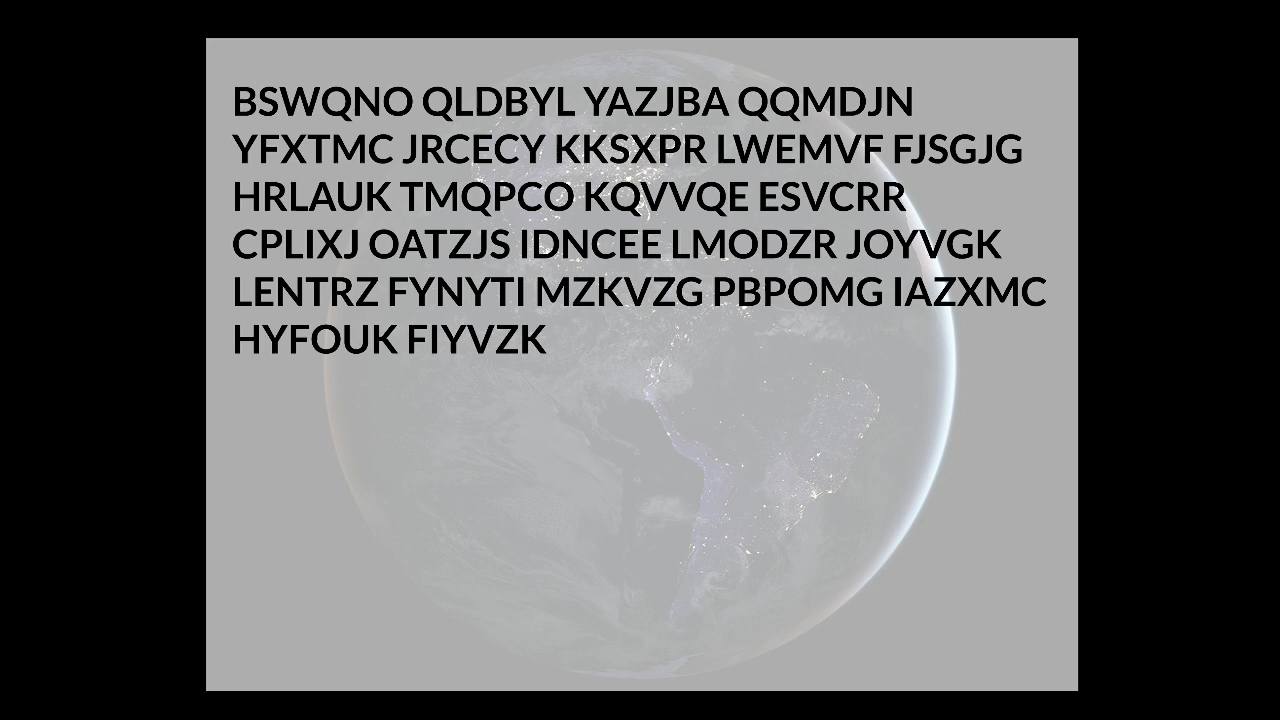 BSWQNO QLDBYL YAZJBA QQMDJN
YFXTMC JRCECY KKSXPR LWEMVF FJSGJG
HRLAUK TMQPCO KQVVQE ESVCRR
CPLIXJ OATZJS IDNCEE LMODZR JOYVGK
LENTRZ FYNYTI MZKVZG PBPOMG IAZXMC
HYFOUK FIYVZK